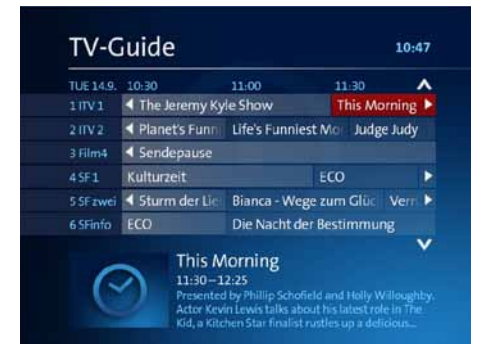 TV-Guide 10:47
TUE 14.9. 10:30 11:00 11:30
1 ITV 1 The Jeremy Kyle Show This Morning
2 ITV 2 Planet's Funn Life's Funniest Mo Judge Judy
3 Film4 Sendepause
4 SF 1 Kulturzeit ECO
5 SF zwei Sturm der Lie Bianca - Wege zum Glüc Verr
6 SFinfo ECO Die Nacht der Bestimmung
This Morning
11:30–12:25
Presented by Phillip Schofield and Holly Willoughby.
Actor Kevin Lewis talks about his latest role in The
Kid, a Kitchen Star finalist rustles up a delicious...